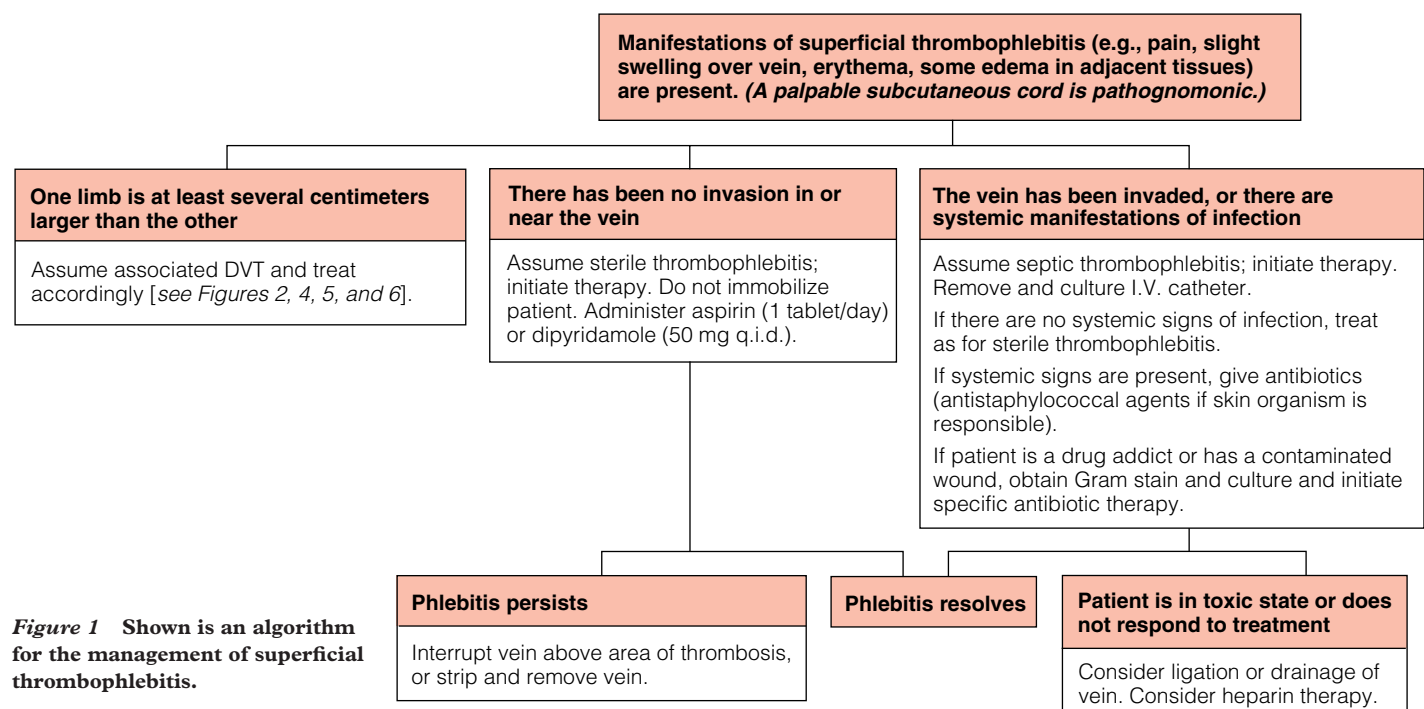 Manifestations of superficial thrombophlebitis (e.g., pain, slight
swelling over vein, erythema, some edema in adjacent tissues)
are present. (A palpable subcutaneous cord is pathognomonic.)
One limb is at least several centimeters
larger than the other
Assume associated DVT and treat
accordingly [see Figures 2, 4, 5, and 6].
There has been no invasion in or
near the vein
Assume sterile thrombophlebitis;
initiate therapy. Do not immobilize
patient. Administer aspirin (1 tablet/day)
or dipyridamole (50 mg q.i.d.).
The vein has been invaded, or there are
systemic manifestations of infection
Assume septic thrombophlebitis; initiate therapy.
Remove and culture I.V. catheter.
If there are no systemic signs of infection, treat
as for sterile thrombophlebitis.
If systemic signs are present, give antibiotics
(antistaphylococcal agents if skin organism is
responsible).
If patient is a drug addict or has a contaminated
wound, obtain Gram stain and culture and initiate
specific antibiotic therapy.
Phlebitis persists
Interrupt vein above area of thrombosis,
or strip and remove vein.
Phlebitis resolves
Patient is in toxic state or does
not respond to treatment
Consider ligation or drainage of
vein. Consider heparin therapy.
Figure 1 Shown is an algorithm
for the management of superficial
thrombophlebitis.